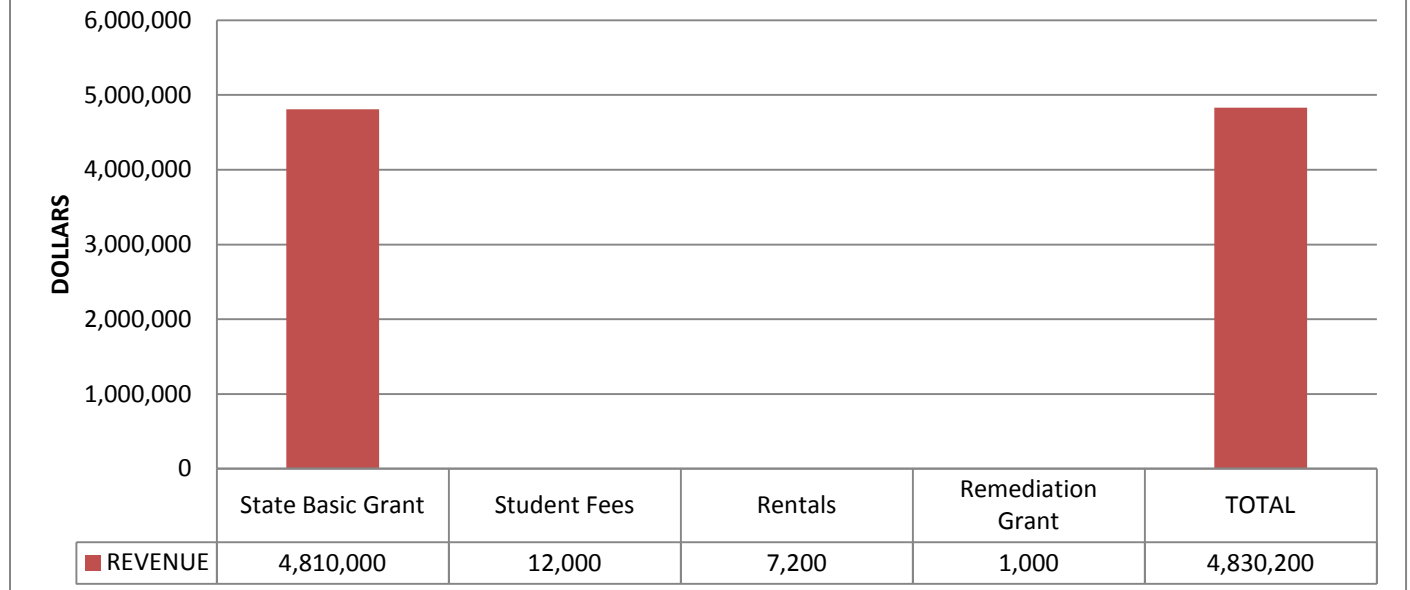 6,000,000
5,000,000
4,000,000
3,000,000
2,000,000
1,000,000
0
DOLLARS
State Basic Grant
Student Fees
Rentals
Remediation
Grant
TOTAL
REVENUE 4,810,000 12,000 7,200 1,000 4,830,200